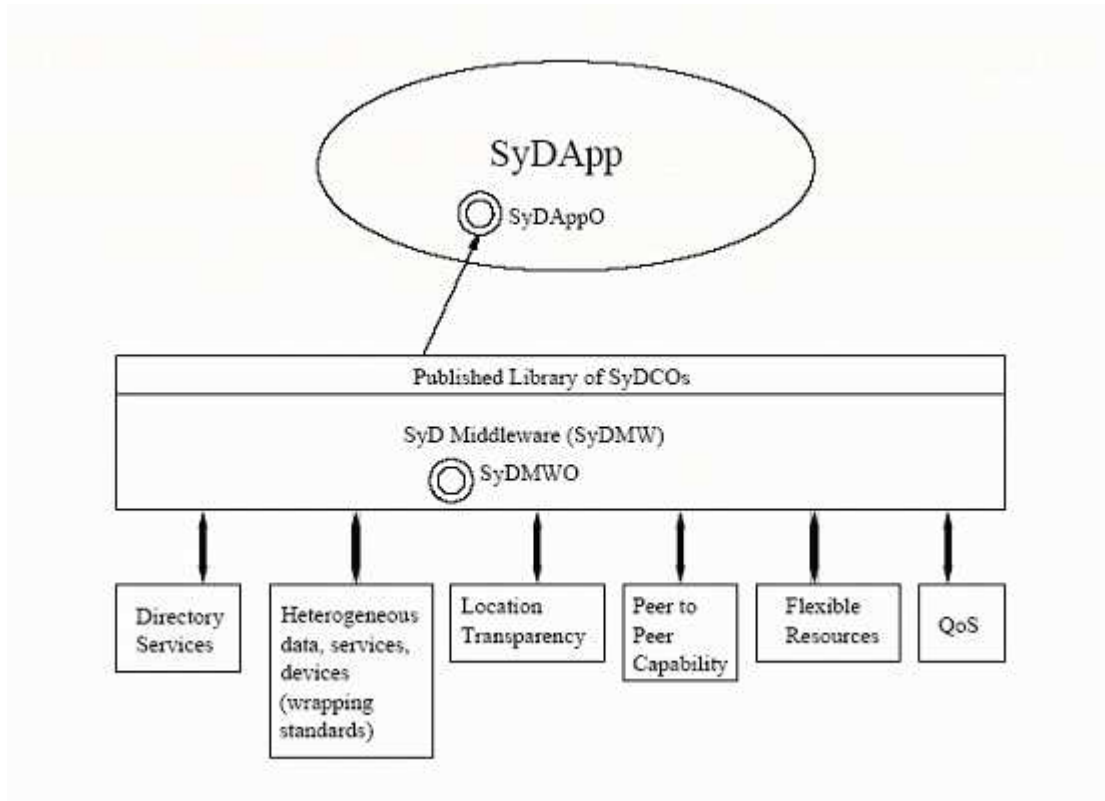 SyDApp
SyDAppO
Published Library of SyDCOs
SyD Middleware (SyDMW)
SyDMWO
Directory
Services
Heterogeneous
data, services,
devices
(wrapping
standards)
Location
Transparency
Peer to
Peer
Capability
Flexible
Resources
QoS